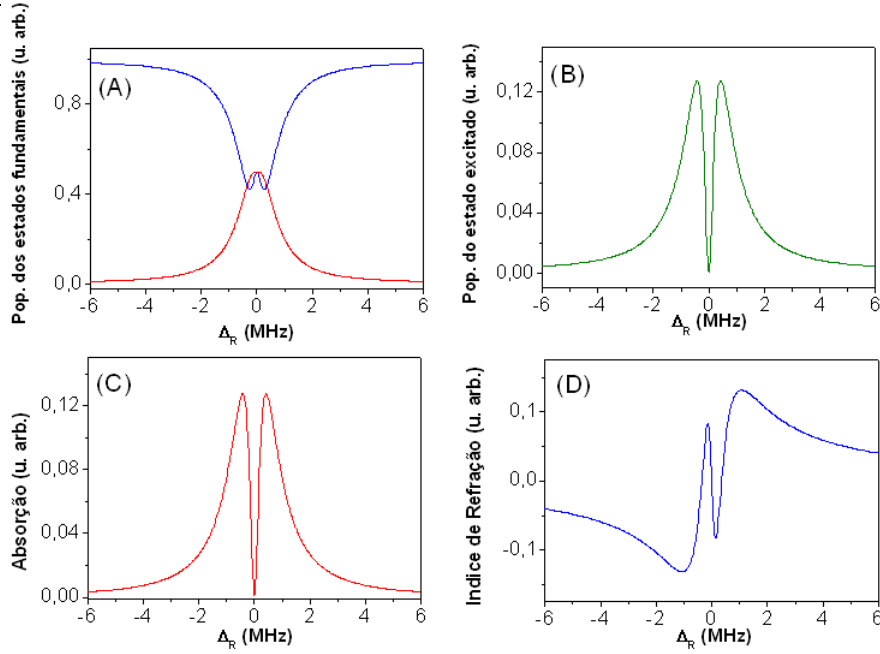 (A)
Pop. dos estados fundamentais (u. arb.)
0,8
0,4
0,0
-6 -4 -2 0 2 4 6
Δ_R (MHz)
(B)
Pop. do estado excitado (u. arb.)
0,12
0,08
0,04
0,00
-6 -4 -2 0 2 4 6
Δ_R (MHz)
(C)
Absorção (u. arb.)
0,12
0,08
0,04
0,00
-6 -4 -2 0 2 4 6
Δ_R (MHz)
(D)
Indice de Refração (u. arb.)
0,1
0,0
-0,1
-6 -4 -2 0 2 4 6
Δ_R (MHz)